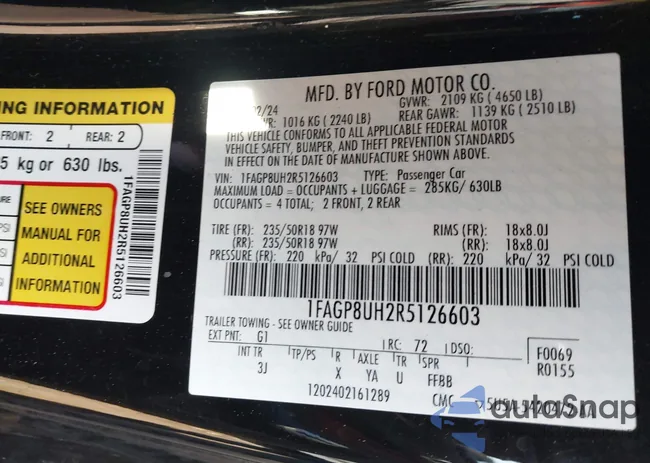 NG INFORMATION
FRONT: 2 REAR: 2
5 kg or 630 lbs.
SEE OWNERS
MANUAL FOR
ADDITIONAL
INFORMATION
1FAGP8UH2R5126603
MFD. BY FORD MOTOR CO.
2/24 GVWR: 2109 KG ( 4650 LB)
WR: 1016 KG ( 2240 LB) REAR GAWR: 1139 KG ( 2510 LB)
THIS VEHICLE CONFORMS TO ALL APPLICABLE FEDERAL MOTOR
VEHICLE SAFETY, BUMPER, AND THEFT PREVENTION STANDARDS
IN EFFECT ON THE DATE OF MANUFACTURE SHOWN ABOVE.
VIN: 1FAGP8UH2R5126603 TYPE: Passenger Car
MAXIMUM LOAD = OCCUPANTS + LUGGAGE = 285KG/ 630LB
OCCUPANTS = 4 TOTAL; 2 FRONT, 2 REAR
TIRE (FR): 235/50R18 97W RIMS (FR): 18x8.0J
(RR): 235/50R18 97W (RR): 18x8.0J
PRESSURE (FR): 220 kPa/ 32 PSI COLD (RR): 220 kPa/ 32 PSI COLD
1FAGP8UH2R5126603
TRAILER TOWING - SEE OWNER GUIDE
EXT PNT: G1 RC: 72 DSO: F0069
INT TR TP/PS R AXLE TR SPR R0155
3J X YA U FFBB
1202402161289 CMC
autoSnap